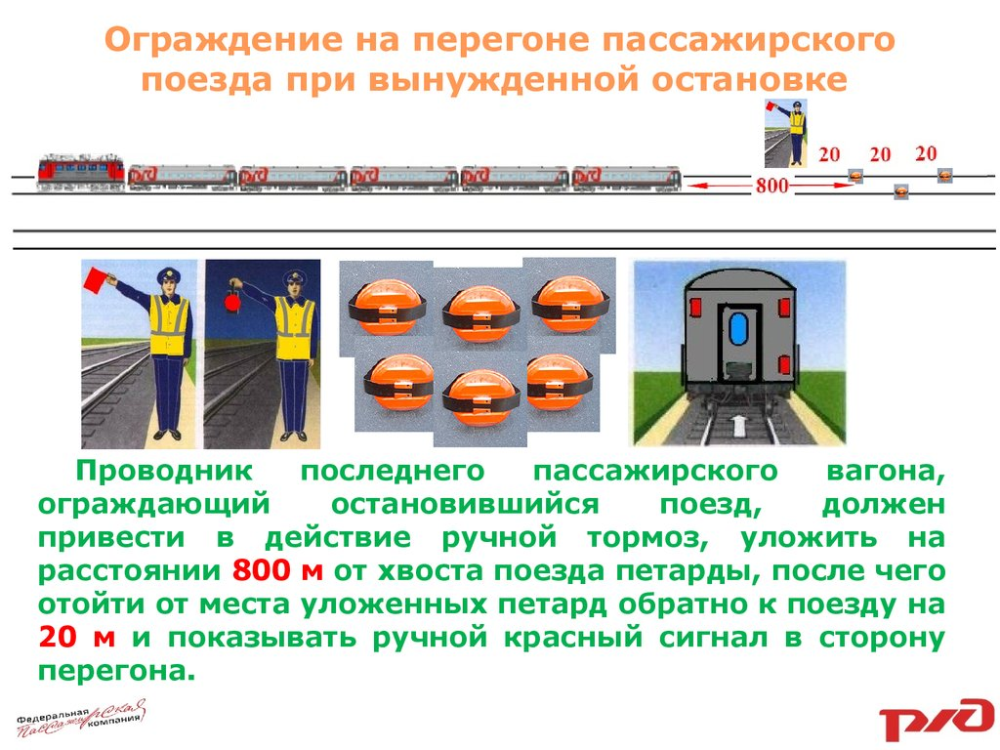 Ограждение на перегоне пассажирского
поезда при вынужденной остановке
20 20 20
800
Проводник последнего пассажирского вагона,
ограждающий остановившийся поезд, должен
привести в действие ручной тормоз, уложить на
расстоянии 800 м от хвоста поезда петарды, после чего
отойти от места уложенных петард обратно к поезду на
20 м и показывать ручной красный сигнал в сторону
перегона.
Федеральная
Пассажирская
компания
РЖД